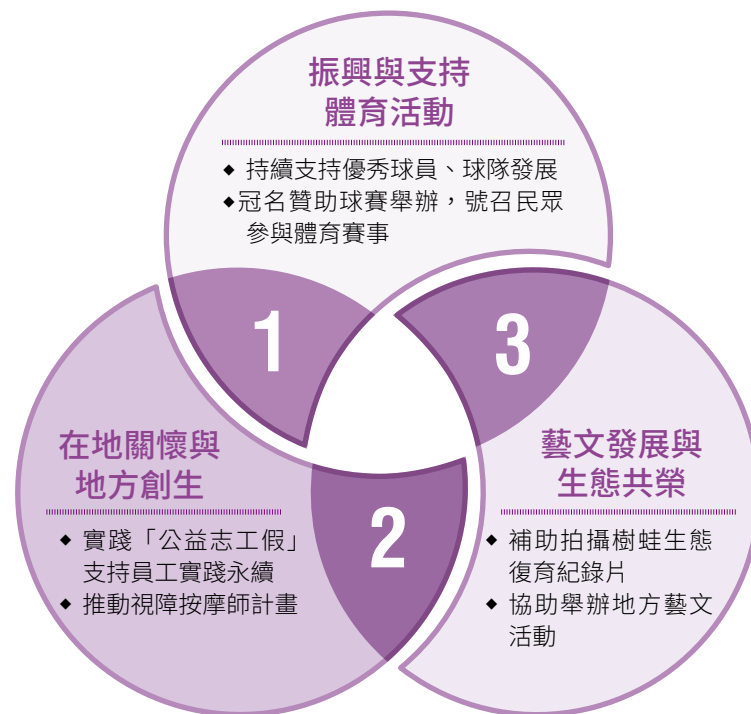 振興與支持
體育活動
◆ 持續支持優秀球員、球隊發展
◆冠名贊助球賽舉辦，號召民眾
參與體育賽事
1
3
在地關懷與
地方創生
◆ 實踐「公益志工假」
支持員工實踐永續
◆ 推動視障按摩師計畫
2
藝文發展與
生態共榮
◆ 補助拍攝樹蛙生態
復育紀錄片
◆ 協助舉辦地方藝文
活動